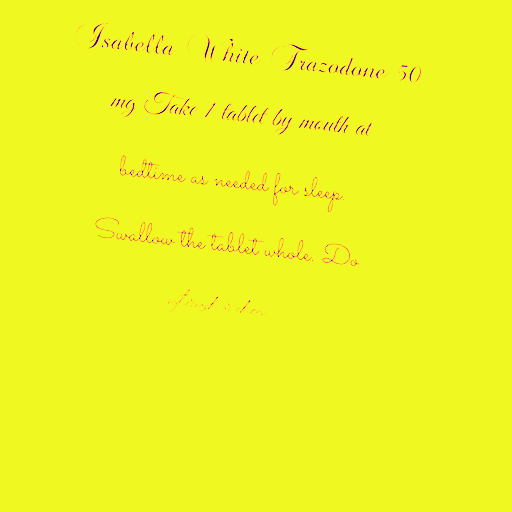 Isabella White Trazodone 50
mg Take 1 tablet by mouth at
bedtime as needed for sleep.
Swallow the tablet whole. Do